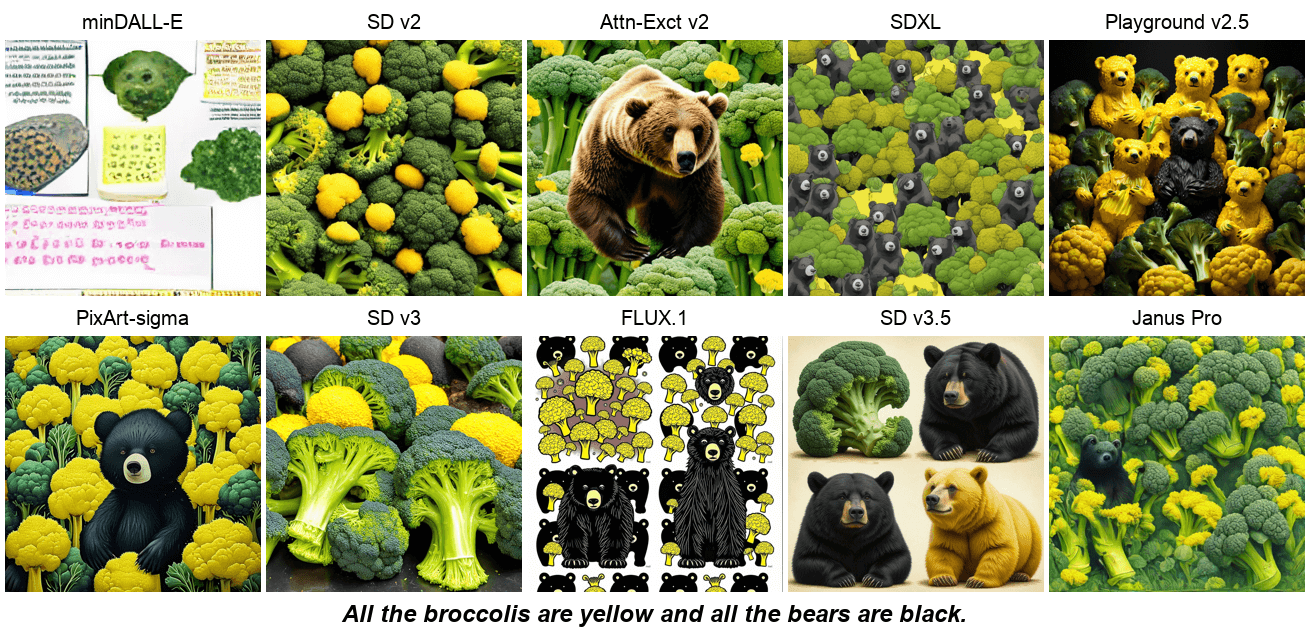 minDALL-E SD v2 Attn-Exct v2 SDXL Playground v2.5
PixArt-sigma SD v3 FLUX.1 SD v3.5 Janus Pro
All the broccolis are yellow and all the bears are black.